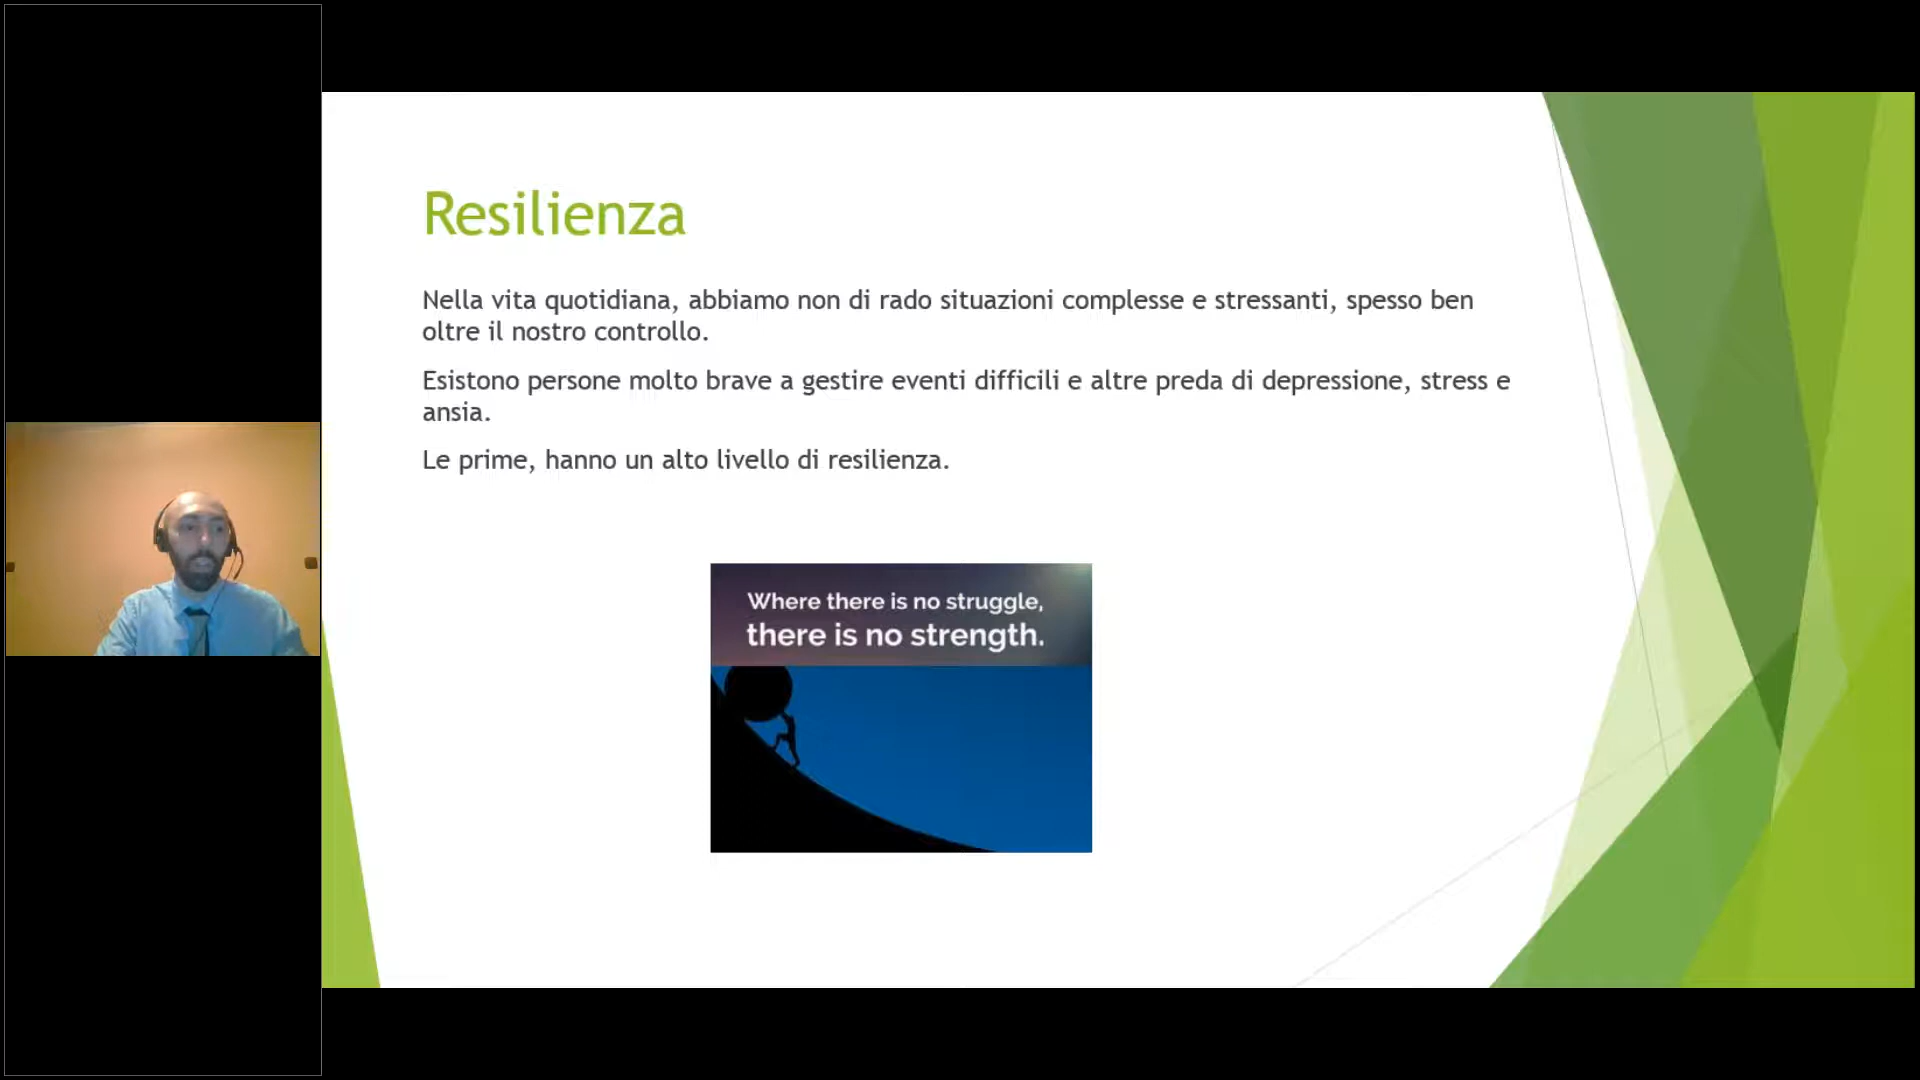 Resilienza
Nella vita quotidiana, abbiamo non di rado situazioni complesse e stressanti, spesso ben
oltre il nostro controllo.
Esistono persone molto brave a gestire eventi difficili e altre preda di depressione, stress e
ansia.
Le prime, hanno un alto livello di resilienza.
Where there is no struggle,
there is no strength.